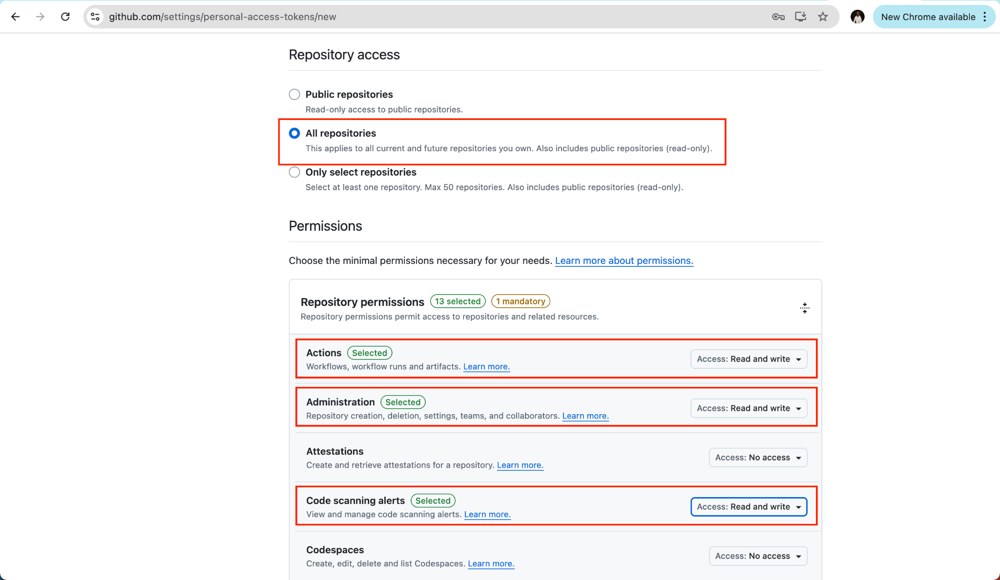 github.com/settings/personal-access-tokens/new
New Chrome available
Repository access
Public repositories
Read-only access to public repositories.
All repositories
This applies to all current and future repositories you own. Also includes public repositories (read-only).
Only select repositories
Select at least one repository. Max 50 repositories. Also includes public repositories (read-only).
Permissions
Choose the minimal permissions necessary for your needs. Learn more about permissions.
Repository permissions 13 selected 1 mandatory
Repository permissions permit access to repositories and related resources.
Actions Selected
Access: Read and write
Workflows, workflow runs and artifacts. Learn more.
Administration Selected
Access: Read and write
Repository creation, deletion, settings, teams, and collaborators. Learn more.
Attestations
Access: No access
Create and retrieve attestations for a repository. Learn more.
Code scanning alerts Selected
Access: Read and write
View and manage code scanning alerts. Learn more.
Codespaces
Access: No access
Create, edit, delete and list Codespaces. Learn more.